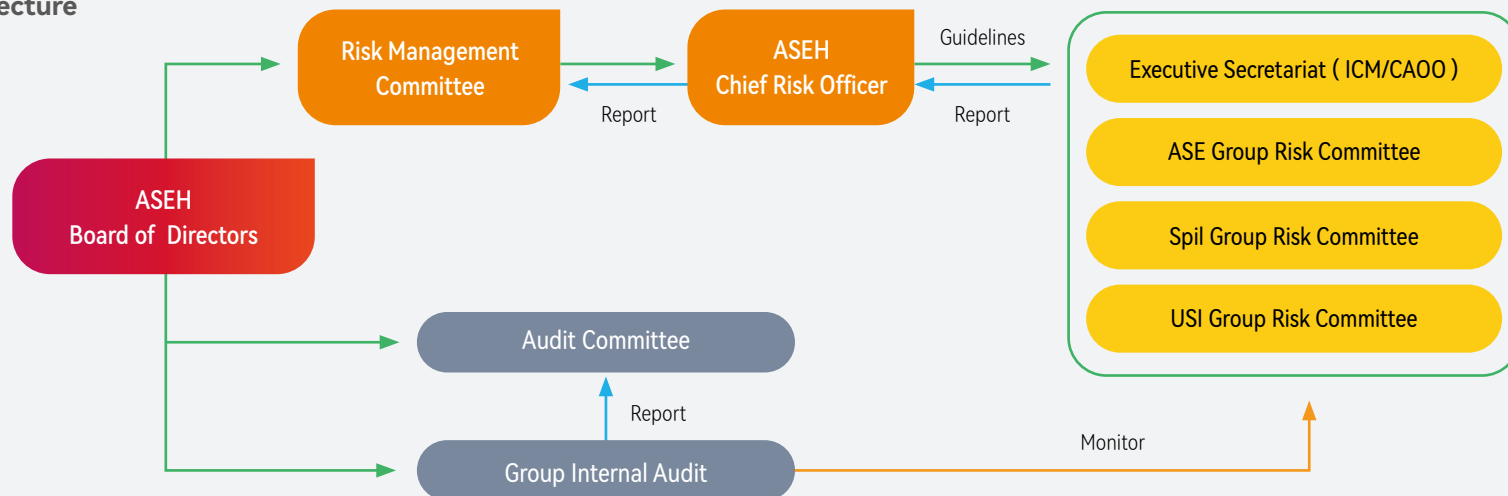 ecture
Risk Management
Committee
ASEH
Chief Risk Officer
Guidelines
Report
Report
Executive Secretariat ( ICM/CAOO )
ASE Group Risk Committee
Spil Group Risk Committee
USI Group Risk Committee
ASEH
Board of Directors
Audit Committee
Report
Group Internal Audit
Monitor